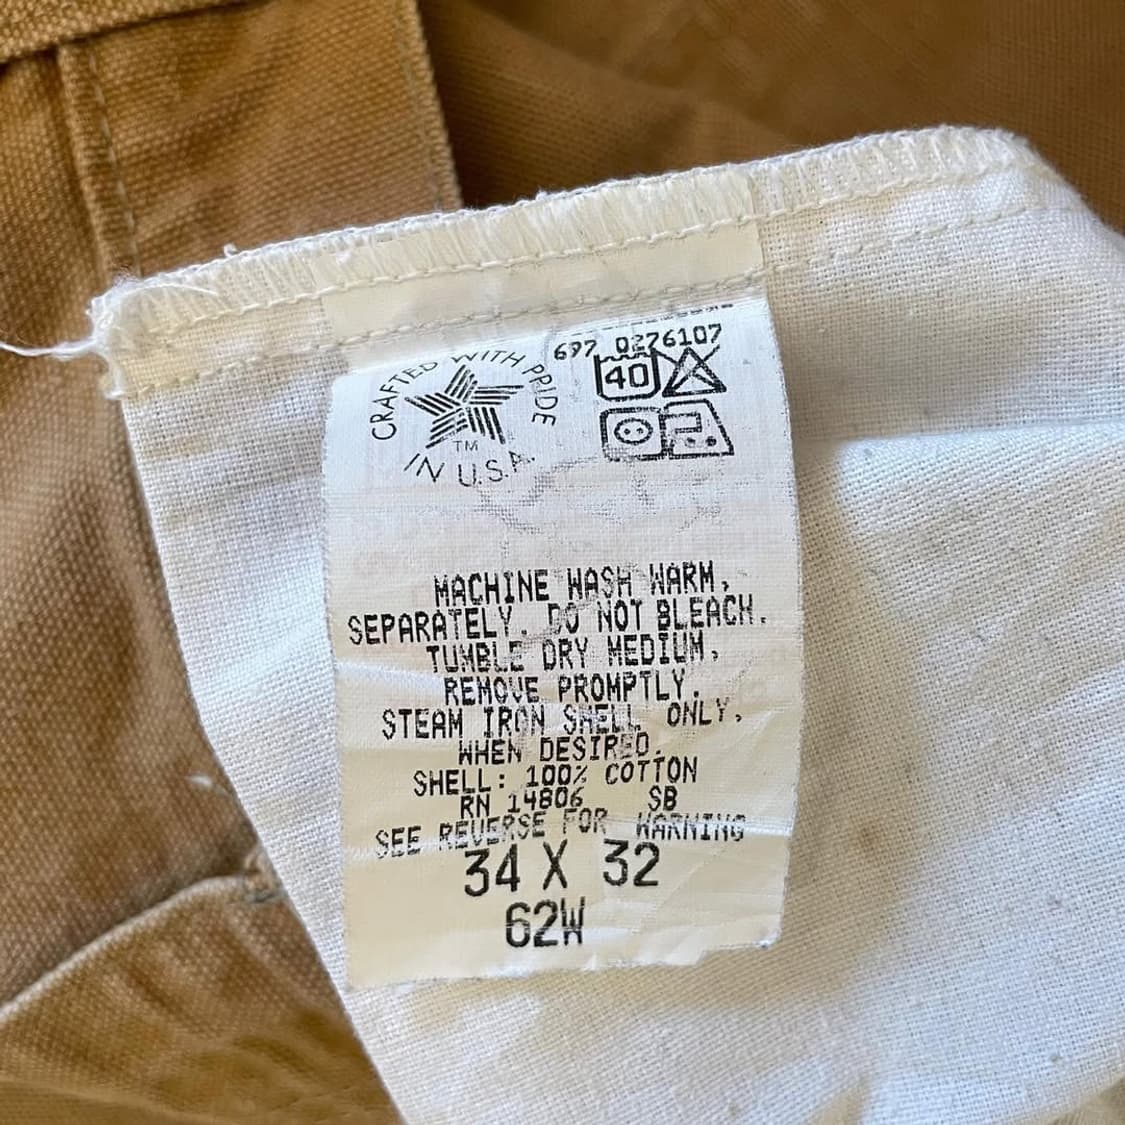 697 0276107
CRAFTED WITH PRIDE
TM
IN U.S.A.
40
MACHINE WASH WARM,
SEPARATELY. DO NOT BLEACH.
TUMBLE DRY MEDIUM,
REMOVE PROMPTLY.
STEAM IRON SHELL ONLY,
WHEN DESIRED.
SHELL: 100% COTTON
RN 14806 SB
SEE REVERSE FOR WARNING
34 X 32
62W